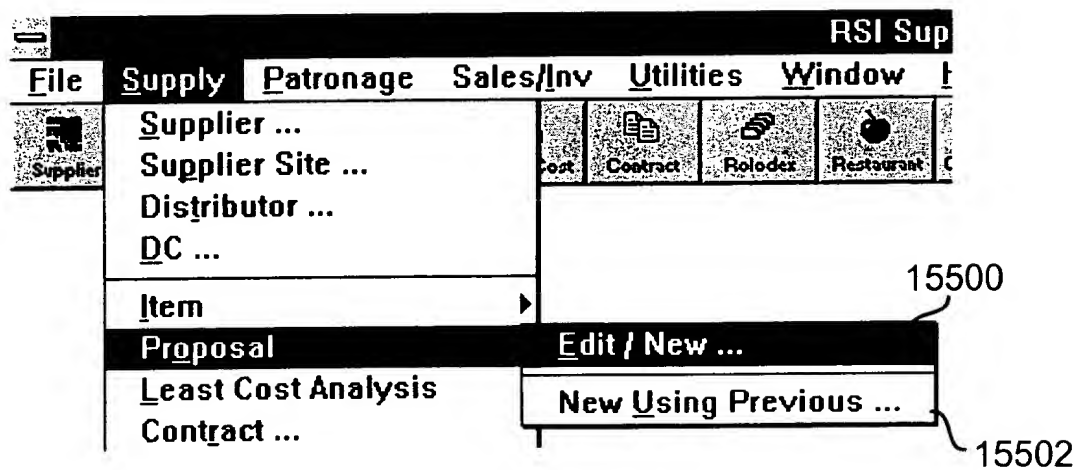 RSI Sup
File Supply Patronage Sales/Inv Utilities Window
Supplier Cost Contract Rolodex Restaurant
Supplier ...
Supplier Site ...
Distributor ...
DC ...
Item
Proposal
Least Cost Analysis
Contract ...
15500
Edit / New ...
New Using Previous ...
15502